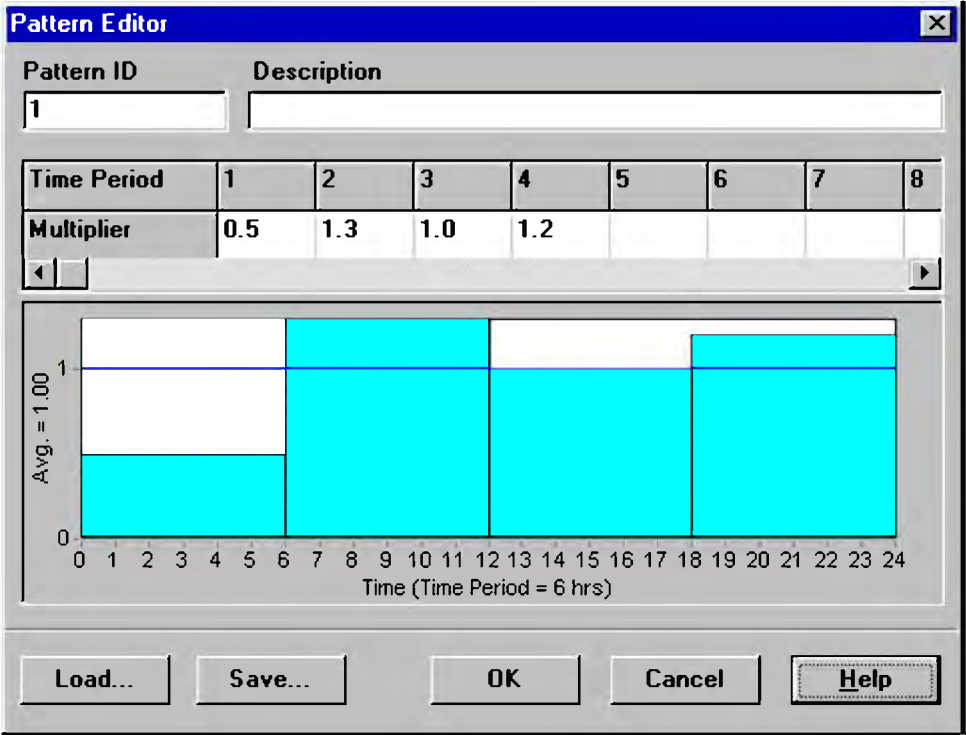 Pattern Editor
Pattern ID Description
1
Time Period 1 2 3 4 5 6 7 8
Multiplier 0.5 1.3 1.0 1.2
Avg. = 1.00
1
0
0 1 2 3 4 5 6 7 8 9 10 11 12 13 14 15 16 17 18 19 20 21 22 23 24
Time (Time Period = 6 hrs)
Load... Save... OK Cancel Help